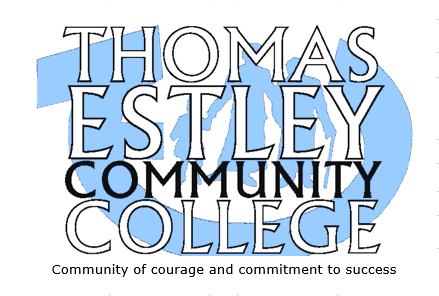 THOMAS
ESTLEY
COMMUNITY
COLLEGE
Community of courage and commitment to success